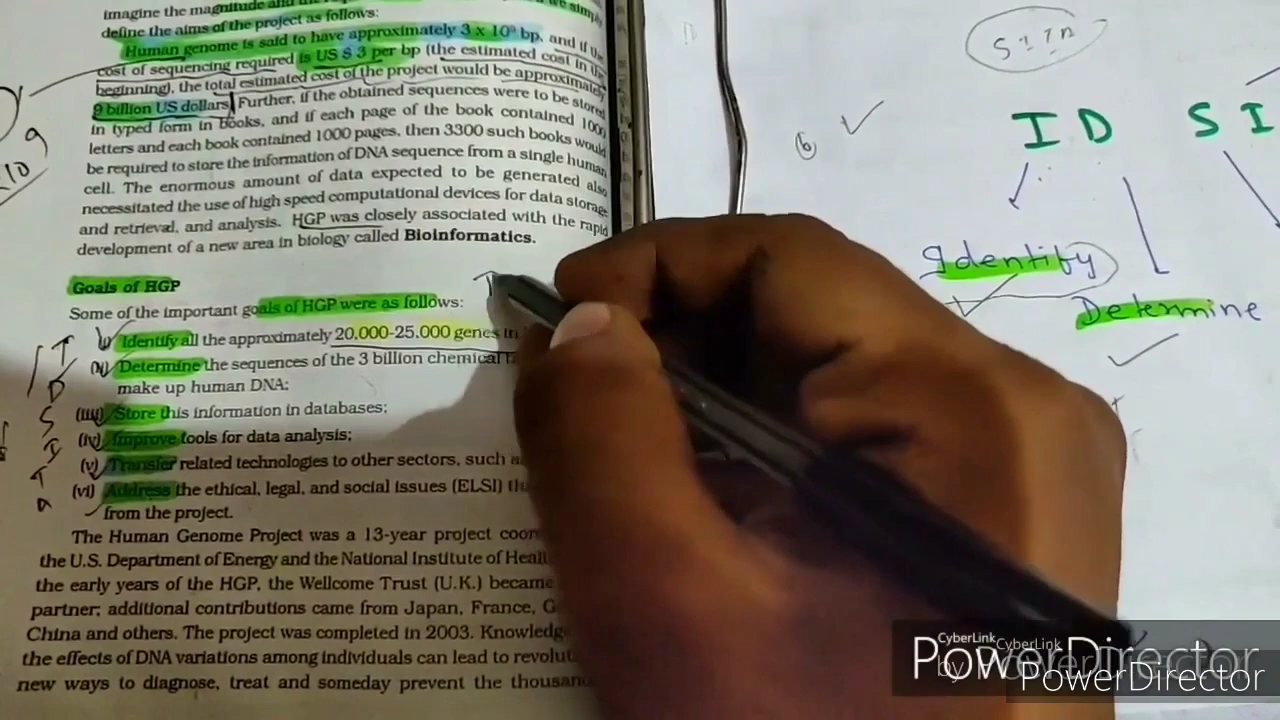 imagine the magnitude and the
define the aims of the project as follows:
Human genome is said to have approximately 3 x 10⁹ bp, and if the
cost of sequencing required is US $ 3 per bp (the estimated cost in the
beginning), the total estimated cost of the project would be approximately
9 billion US dollars. Further, if the obtained sequences were to be stored
in typed form in books, and if each page of the book contained 1000
letters and each book contained 1000 pages, then 3300 such books would
be required to store the information of DNA sequence from a single human
cell. The enormous amount of data expected to be generated also
necessitated the use of high speed computational devices for data storage
and retrieval, and analysis. HGP was closely associated with the rapid
development of a new area in biology called Bioinformatics.
Goals of HGP
Some of the important goals of HGP were as follows:
Identify all the approximately 20,000-25,000 genes in
(ii) Determine the sequences of the 3 billion chemical
make up human DNA;
(iii) Store this information in databases;
(iv) Improve tools for data analysis;
(v) Transfer related technologies to other sectors, such
(vi) Address the ethical, legal, and social issues (ELSI)
from the project.
The Human Genome Project was a 13-year project
the U.S. Department of Energy and the National Institute of
the early years of the HGP, the Wellcome Trust (U.K.) became
partner; additional contributions came from Japan, France,
China and others. The project was completed in 2003.
the effects of DNA variations among individuals can lead to
new ways to diagnose, treat and someday prevent the
I
D
S
I
T
a
9
ID SI
Identify
Determine
CyberLink
PowerDirector
by
CyberLink
PowerDirector